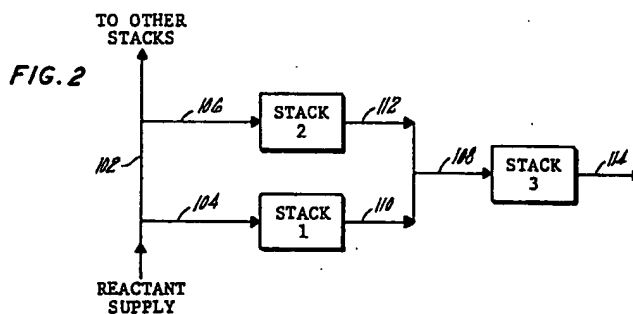 TO OTHER
STACKS
FIG. 2
106
STACK
2
112
102
108
STACK
3
114
104
STACK
1
110
REACTANT
SUPPLY